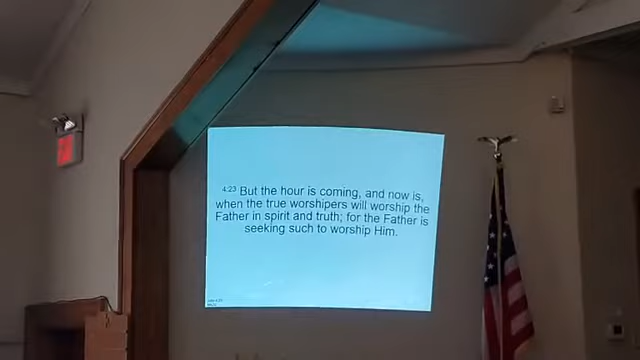 4:23 But the hour is coming, and now is,
when the true worshipers will worship the
Father in spirit and truth; for the Father is
seeking such to worship Him.